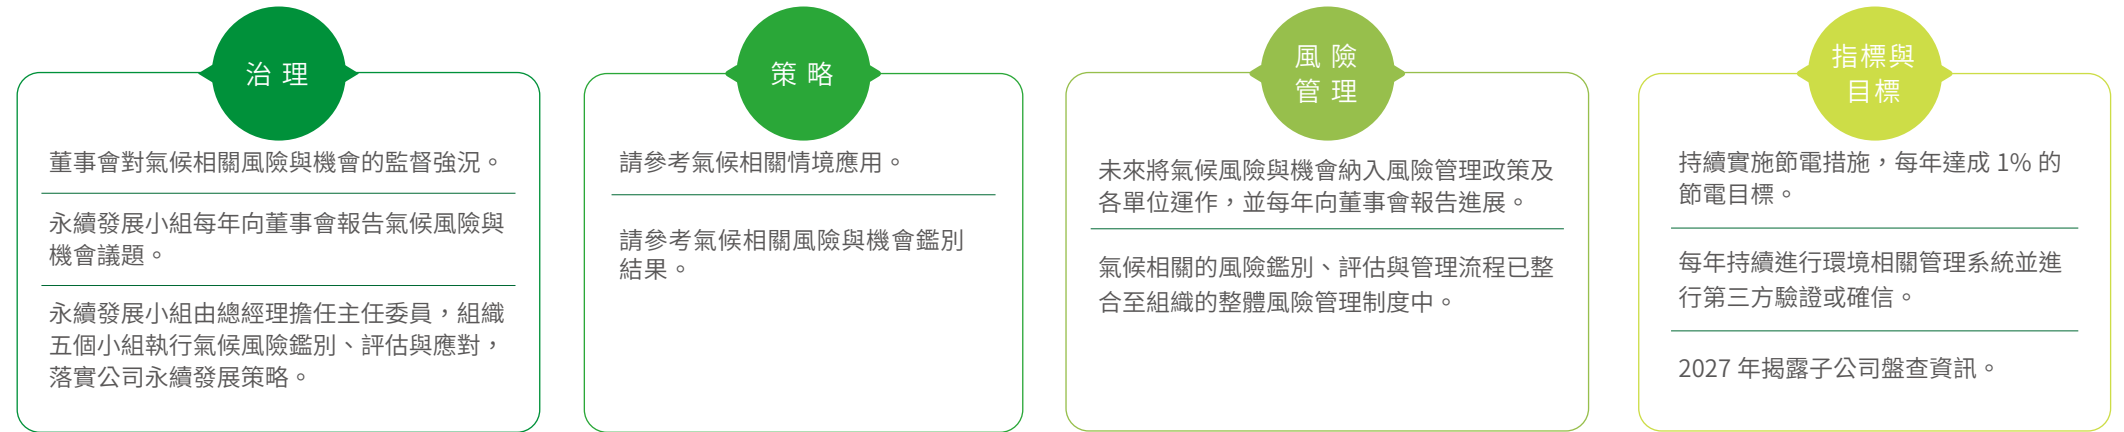 治理
董事會對氣候相關風險與機會的監督強況。
永續發展小組每年向董事會報告氣候風險與
機會議題。
永續發展小組由總經理擔任主任委員，組織
五個小組執行氣候風險鑑別、評估與應對，
落實公司永續發展策略。
策略
請參考氣候相關情境應用。
請參考氣候相關風險與機會鑑別
結果。
風險
管理
未來將氣候風險與機會納入風險管理政策及
各單位運作，並每年向董事會報告進展。
氣候相關的風險鑑別、評估與管理流程已整
合至組織的整體風險管理制度中。
指標與
目標
持續實施節電措施，每年達成 1% 的
節電目標。
每年持續進行環境相關管理系統並進
行第三方驗證或確信。
2027 年揭露子公司盤查資訊。